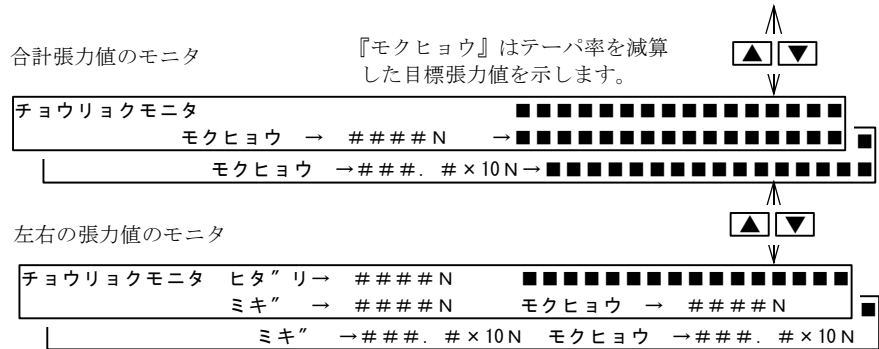 合計張力値のモニタ
『モクヒョウ』はテーパ率を減算
した目標張力値を示します。
▲ ▼
チョウリョクモニタ ■■■■■■■■■■■■■■■■
モクヒョウ → ####N →■■■■■■■■■■■■■■■■ ■
モクヒョウ →###.#×10N→■■■■■■■■■■■■■■■■
▲ ▼
左右の張力値のモニタ
チョウリョクモニタ ヒタ゛リ→ ####N ■■■■■■■■■■■■■■■■
ミキ゛ → ####N モクヒョウ → ####N ■
ミキ゛ →###.#×10N モクヒョウ →###.#×10N